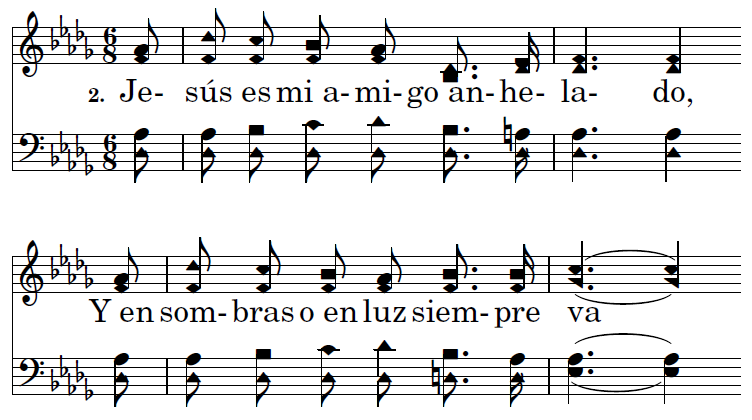 2. Je- sús es mi a- mi- go an- he- la- do,
Y en som- bras o en luz siem- pre va